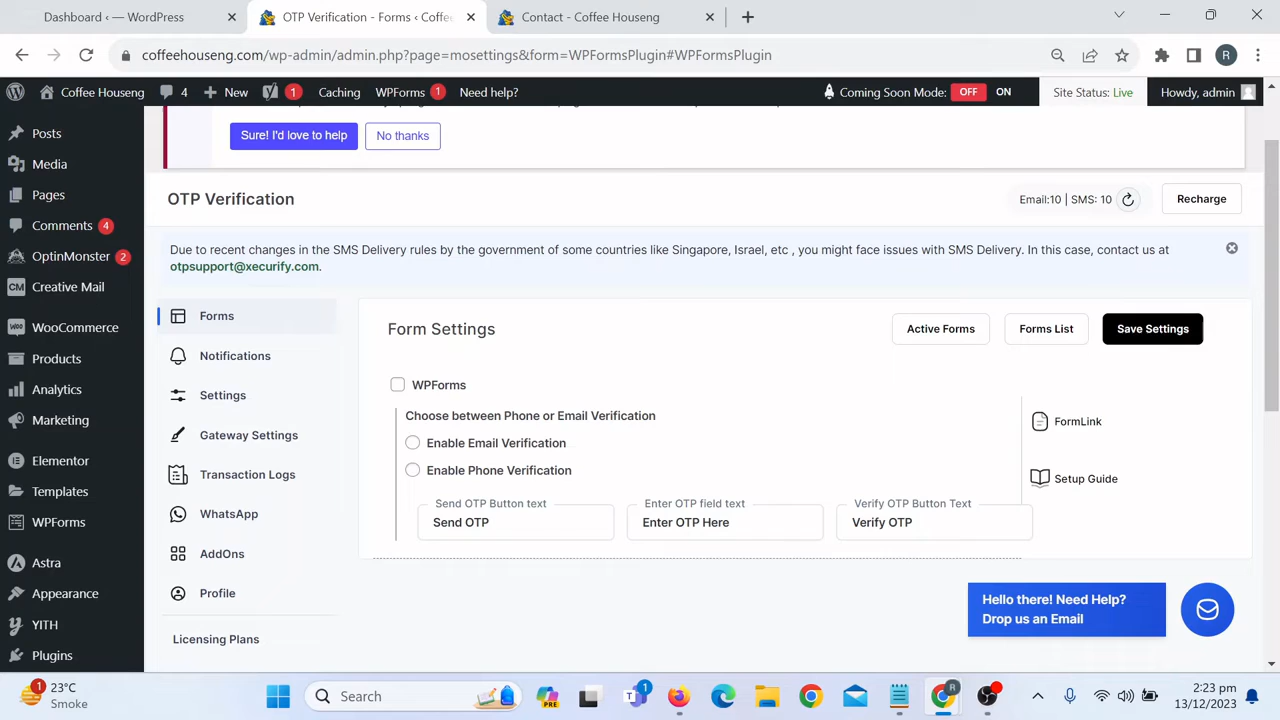 Dashboard ‹ — WordPress
OTP Verification - Forms ‹ Coffe
Contact - Coffee Houseng
coffeehouseng.com/wp-admin/admin.php?page=mosettings&form=WPFormsPlugin#WPFormsPlugin
R
Coffee Houseng
4
New
1
Caching
WPForms 1
Need help?
Coming Soon Mode: OFF ON
Site Status: Live
Howdy, admin
Posts
Media
Pages
Comments 4
OptinMonster 2
CM Creative Mail
WooCommerce
Products
Analytics
Marketing
Elementor
Templates
WPForms
Astra
Appearance
YITH
Plugins
Sure! I'd love to help
No thanks
OTP Verification
Email:10 | SMS: 10
Recharge
Due to recent changes in the SMS Delivery rules by the government of some countries like Singapore, Israel, etc , you might face issues with SMS Delivery. In this case, contact us at
otpsupport@xecurify.com.
Forms
Notifications
Settings
Gateway Settings
Transaction Logs
WhatsApp
AddOns
Profile
Licensing Plans
Form Settings
Active Forms
Forms List
Save Settings
WPForms
Choose between Phone or Email Verification
Enable Email Verification
Enable Phone Verification
Send OTP Button text
Send OTP
Enter OTP field text
Enter OTP Here
Verify OTP Button Text
Verify OTP
FormLink
Setup Guide
Hello there! Need Help?
Drop us an Email
1
23°C
Smoke
Search
PRE
1
R
2:23 pm
13/12/2023